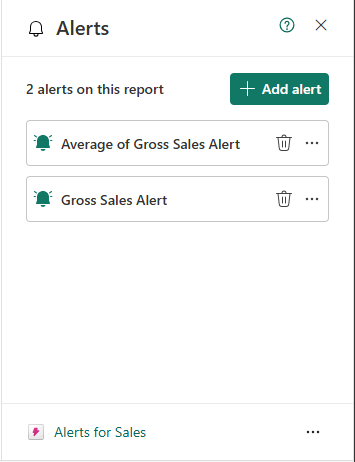 Alerts
2 alerts on this report
Add alert
Average of Gross Sales Alert
Gross Sales Alert
Alerts for Sales